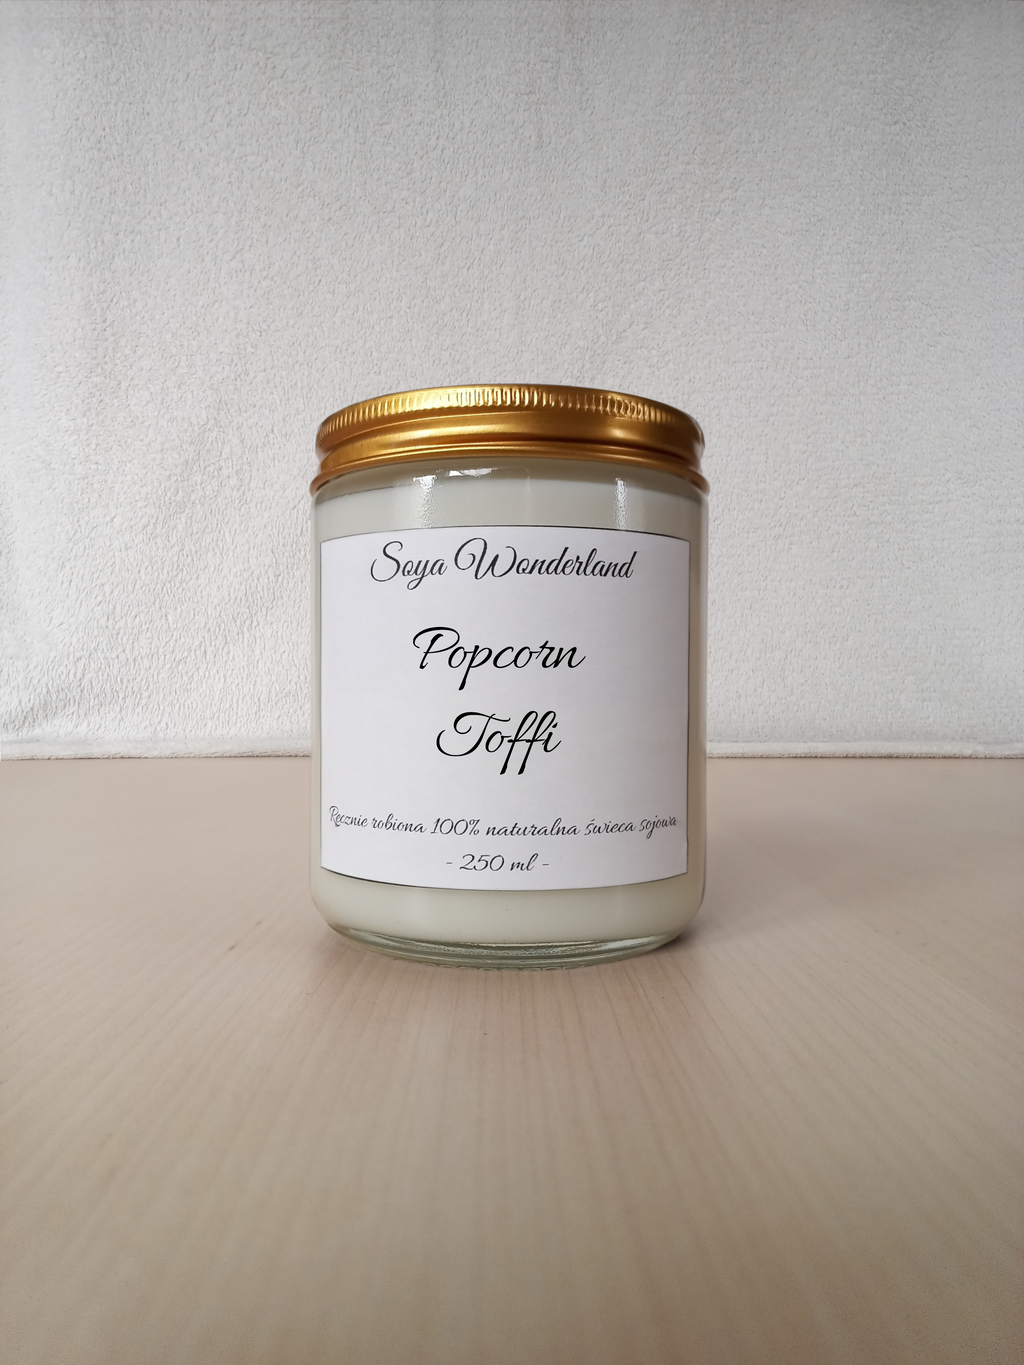 Soya Wonderland
Popcorn
Toffi
Ręcznie robiona 100% naturalna świeca sojowa
- 250 ml -